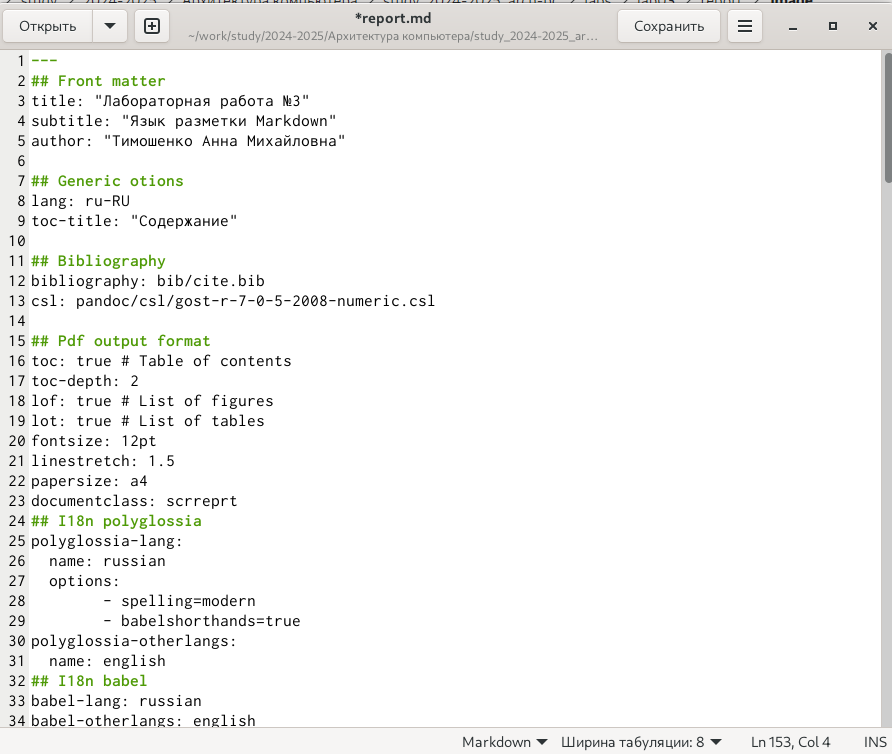 *report.md
Открыть
~/work/study/2024-2025/Архитектура компьютера/study_2024-2025_ar...
Сохранить
1 ---
2 ## Front matter
3 title: "Лабораторная работа №3"
4 subtitle: "Язык разметки Markdown"
5 author: "Тимошенко Анна Михайловна"
6
7 ## Generic otions
8 lang: ru-RU
9 toc-title: "Содержание"
10
11 ## Bibliography
12 bibliography: bib/cite.bib
13 csl: pandoc/csl/gost-r-7-0-5-2008-numeric.csl
14
15 ## Pdf output format
16 toc: true # Table of contents
17 toc-depth: 2
18 lof: true # List of figures
19 lot: true # List of tables
20 fontsize: 12pt
21 linestretch: 1.5
22 papersize: a4
23 documentclass: scrreprt
24 ## I18n polyglossia
25 polyglossia-lang:
26   name: russian
27   options:
28         - spelling=modern
29         - babelshorthands=true
30 polyglossia-otherlangs:
31   name: english
32 ## I18n babel
33 babel-lang: russian
34 babel-otherlangs: english
Markdown Ширина табуляции: 8 Ln 153, Col 4 INS